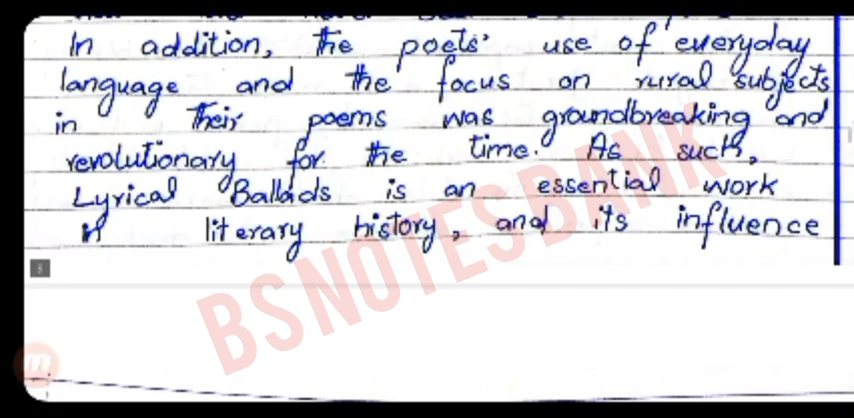 In addition, the poets' use of everyday
language and the focus on rural subjects
in their poems was groundbreaking and
revolutionary for the time. As such,
Lyrical Ballads is an essential work
literary history, and its influence
BSNOTESBANK